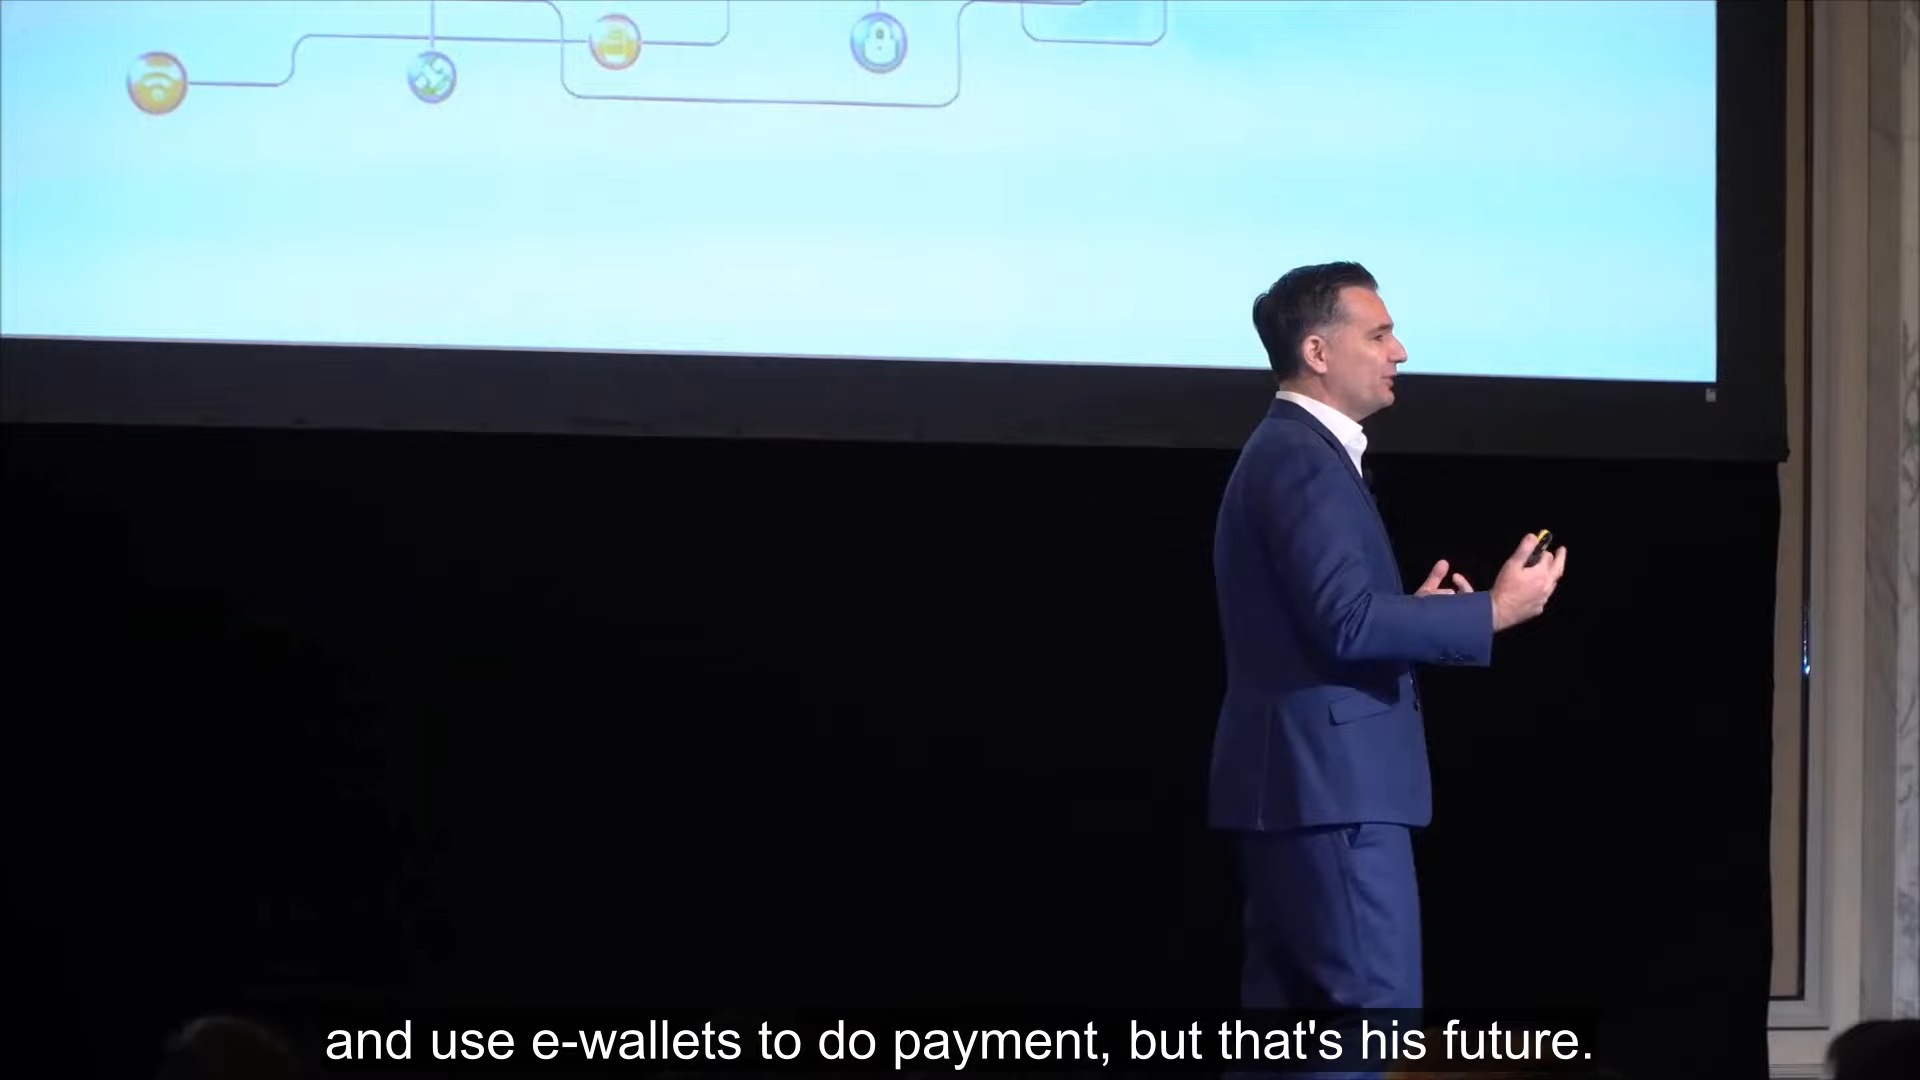 and use e-wallets to do payment, but that's his future.